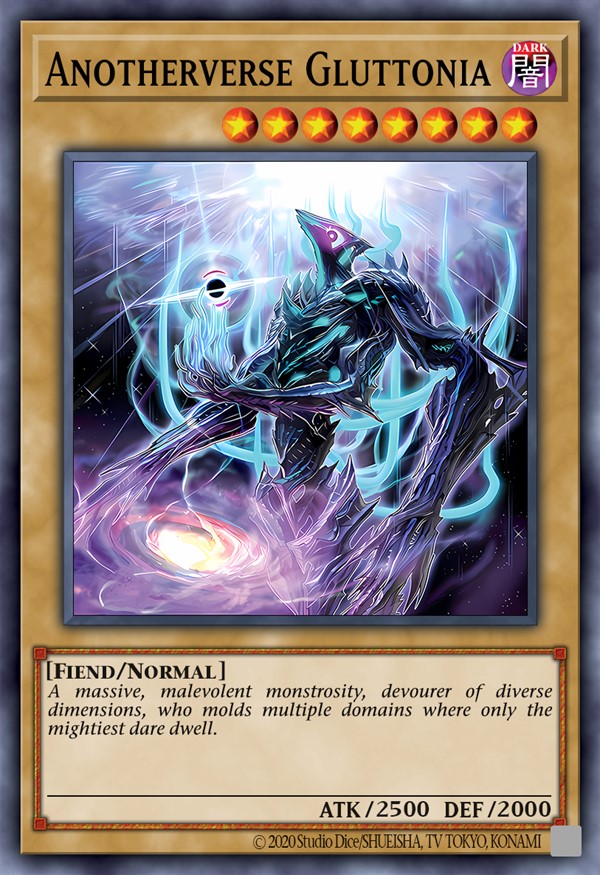 DARK
ANOTHERVERSE GLUTTONIA 闇
[FIEND/NORMAL]
A massive, malevolent monstrosity, devourer of diverse
dimensions, who molds multiple domains where only the
mightiest dare dwell.
ATK/2500 DEF/2000
©2020 Studio Dice/SHUEISHA, TV TOKYO, KONAMI